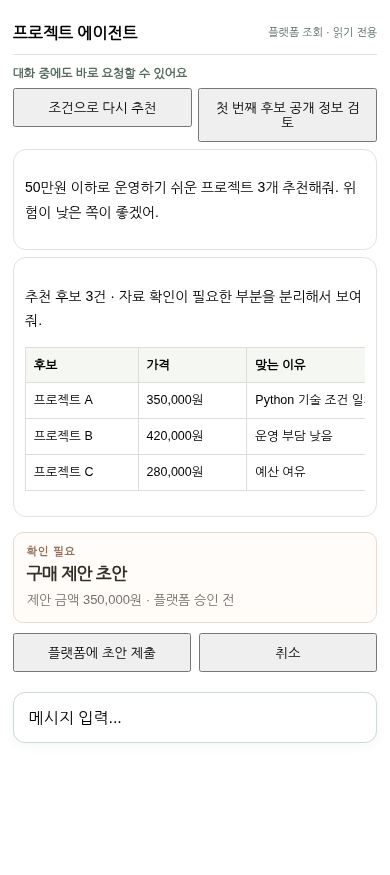 프로젝트 에이전트
플랫폼 조회 · 읽기 전용
대화 중에도 바로 요청할 수 있어요
조건으로 다시 추천
첫 번째 후보 공개 정보 검
토
50만원 이하로 운영하기 쉬운 프로젝트 3개 추천해줘. 위
험이 낮은 쪽이 좋겠어.
추천 후보 3건 · 자료 확인이 필요한 부분을 분리해서 보여
줘.
후보 가격 맞는 이유
프로젝트 A 350,000원 Python 기술 조건 일
프로젝트 B 420,000원 운영 부담 낮음
프로젝트 C 280,000원 예산 여유
확인 필요
구매 제안 초안
제안 금액 350,000원 · 플랫폼 승인 전
플랫폼에 초안 제출
취소
메시지 입력...